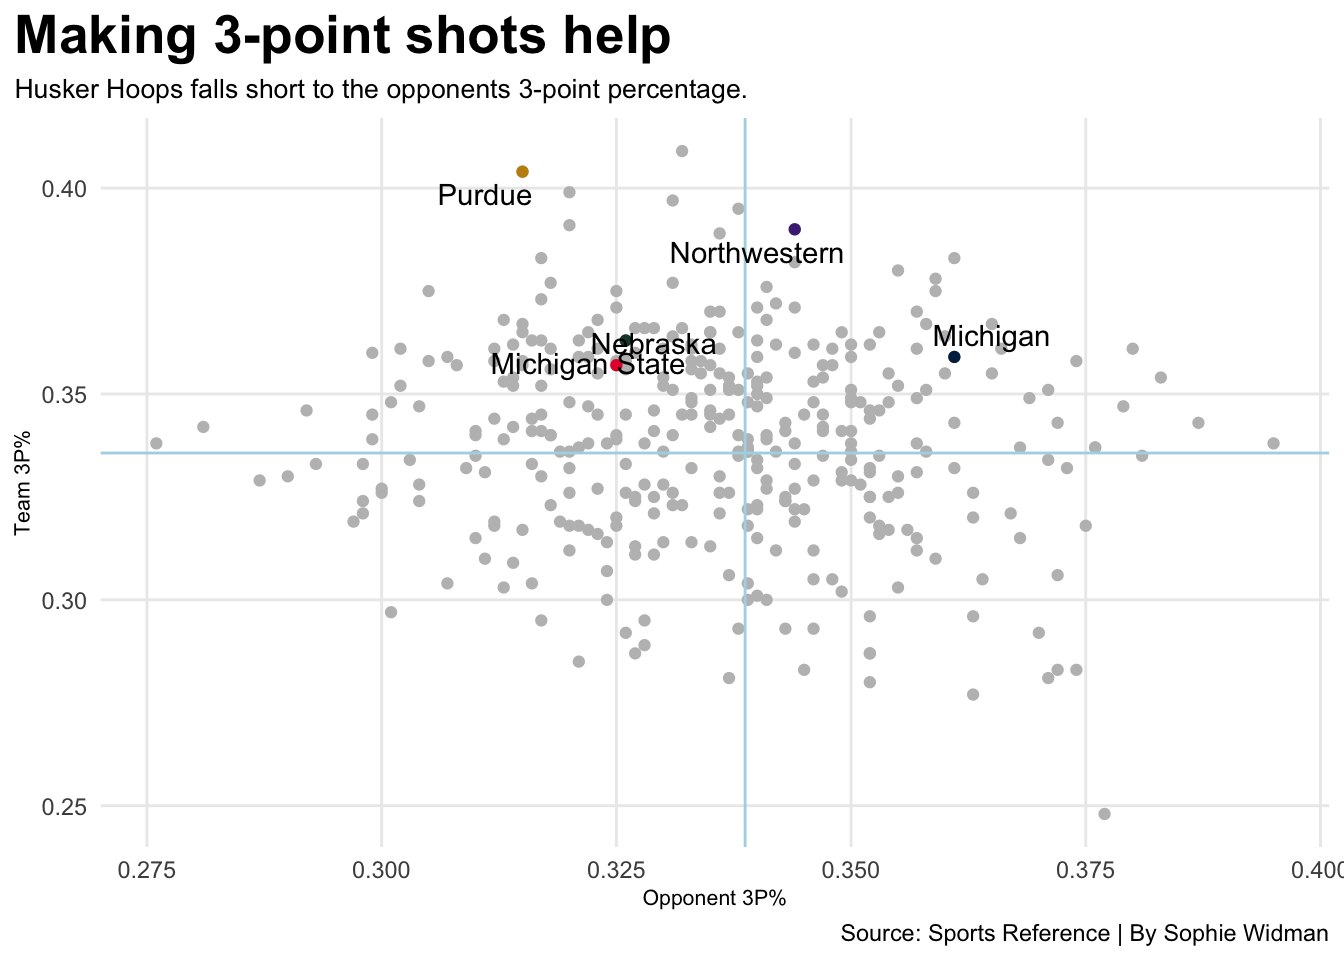 Making 3-point shots help
Husker Hoops falls short to the opponents 3-point percentage.
0.40
0.35
0.30
0.25
Team 3P%
Purdue
Northwestern
Nebraska
Michigan
Michigan State
0.275 0.300 0.325 0.350 0.375 0.400
Opponent 3P%
Source: Sports Reference | By Sophie Widman